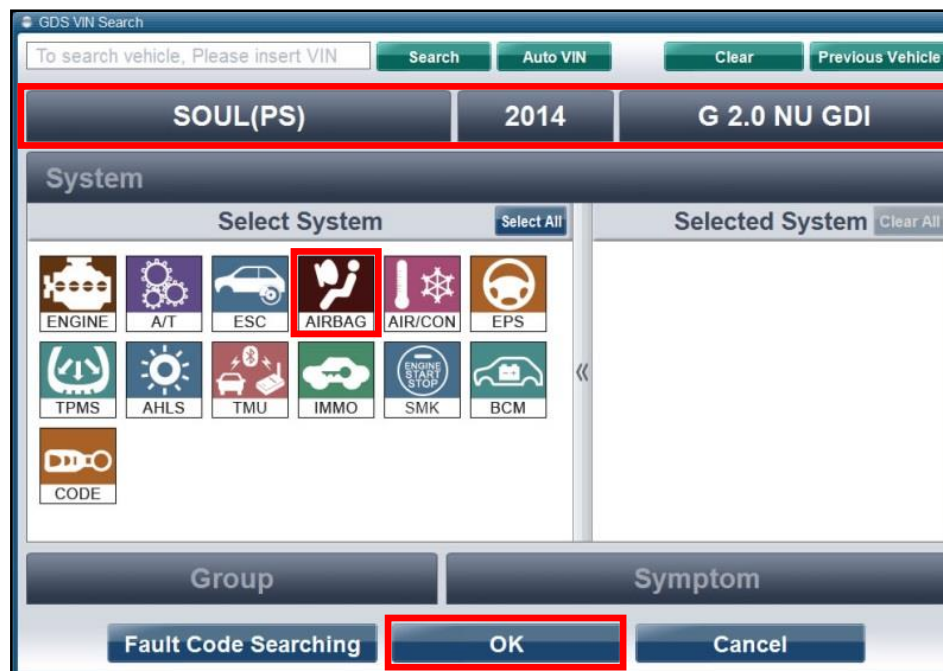 GDS VIN Search
To search vehicle, Please insert VIN Search Auto VIN Clear Previous Vehicle
SOUL(PS) 2014 G 2.0 NU GDI
System
Select System Select All Selected System Clear All
ENGINE A/T ESC AIRBAG AIR/CON EPS
ENGINE
START
STOP
TPMS AHLS TMU IMMO SMK BCM
CODE
Group Symptom
Fault Code Searching OK Cancel